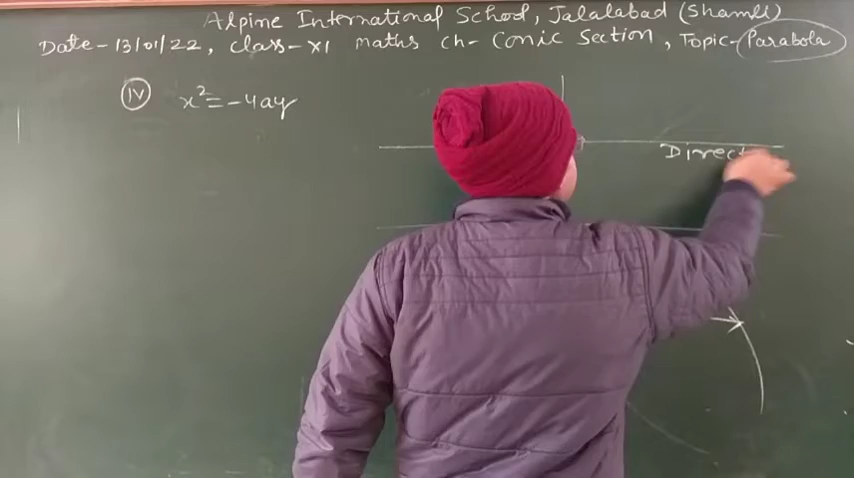 Alpine International School, Jalalabad (Shamli)
Date-13/01/22, class-XI maths ch- Conic Section, Topic-Parabola
IV x²=-4ay
Direct